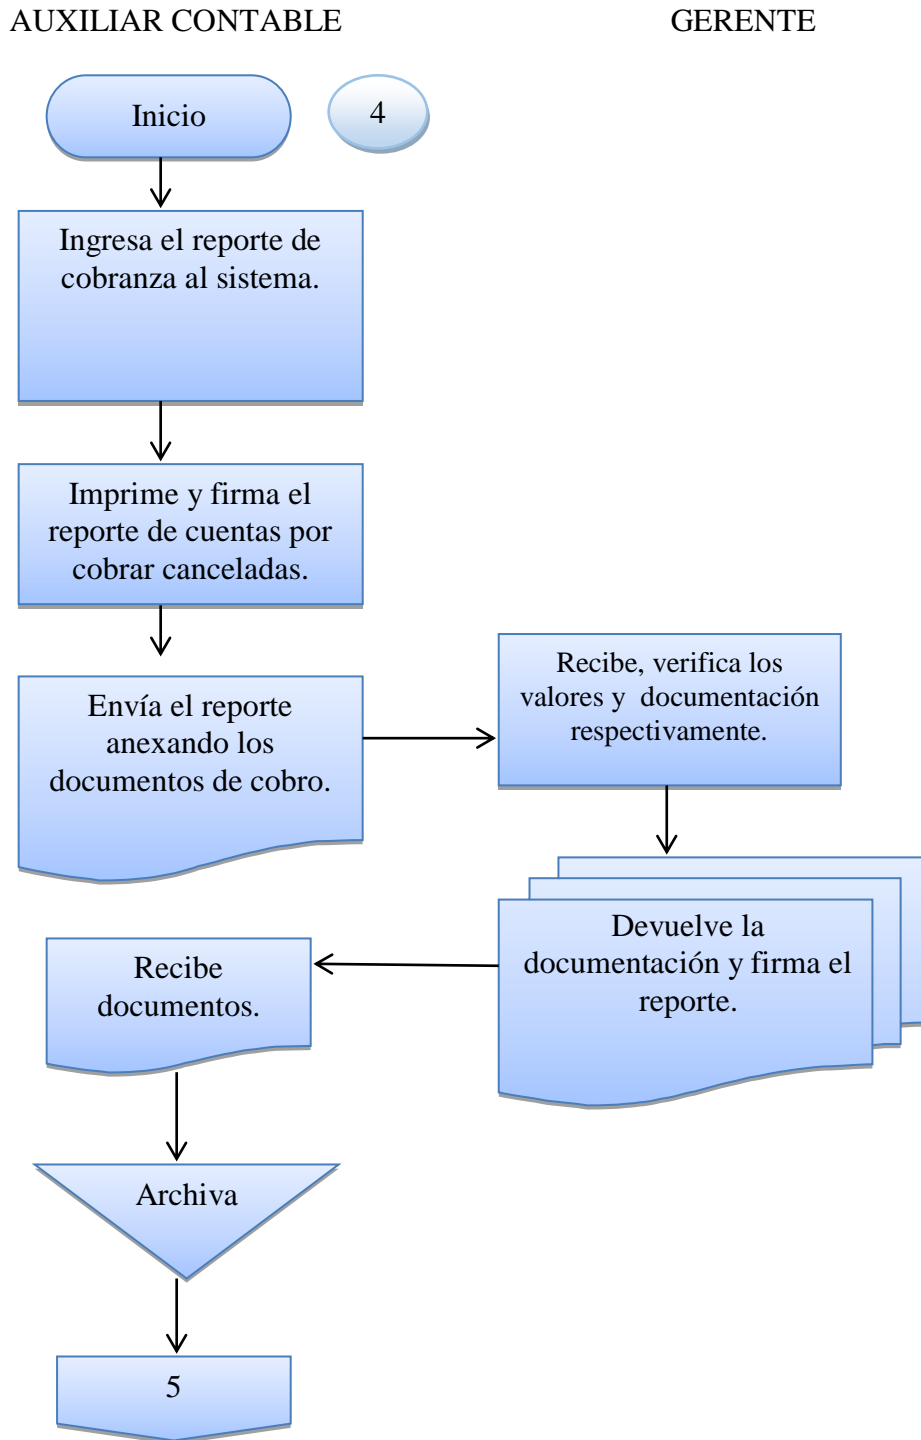 AUXILIAR CONTABLE
GERENTE
Inicio
4
Ingresa el reporte de
cobranza al sistema.
Imprime y firma el
reporte de cuentas por
cobrar canceladas.
Envía el reporte
anexando los
documentos de cobro.
Recibe, verifica los
valores y documentación
respectivamente.
Devuelve la
documentación y firma el
reporte.
Recibe
documentos.
Archiva
5